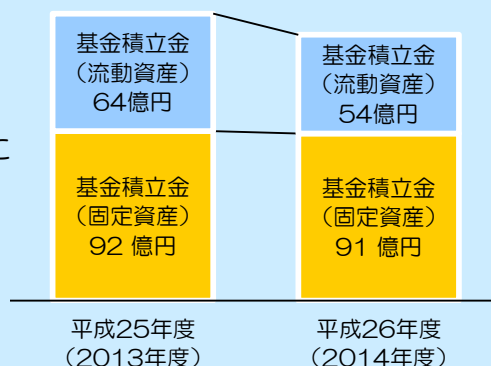 基金積立金
（流動資産）
64億円
基金積立金
（固定資産）
92 億円
平成25年度
（2013年度）
基金積立金
（流動資産）
54億円
基金積立金
（固定資産）
91 億円
平成26年度
（2014年度）